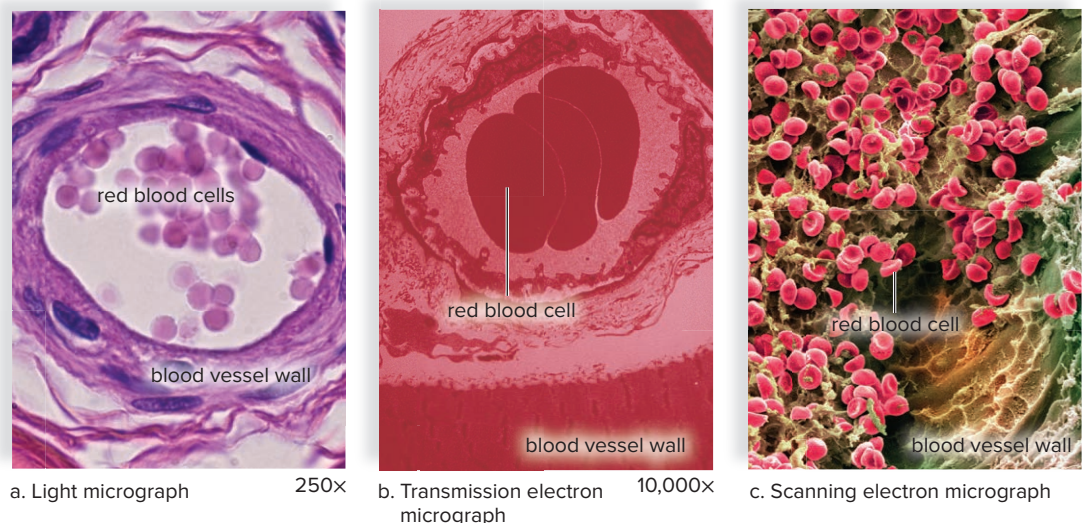 red blood cells
blood vessel wall
a. Light micrograph
250×
red blood cell
blood vessel wall
b. Transmission electron
micrograph
10,000×
red blood cell
blood vessel wall
c. Scanning electron micrograph